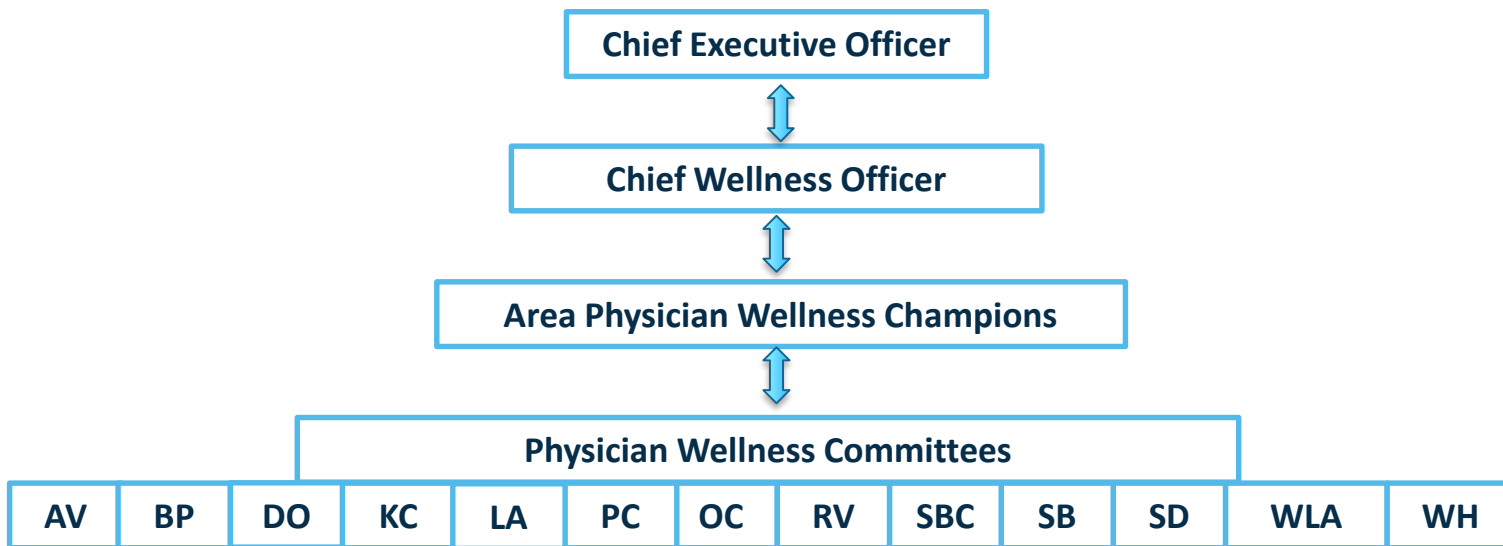 Chief Executive Officer
Chief Wellness Officer
Area Physician Wellness Champions
Physician Wellness Committees
AV BP DO KC LA PC OC RV SBC SB SD WLA WH